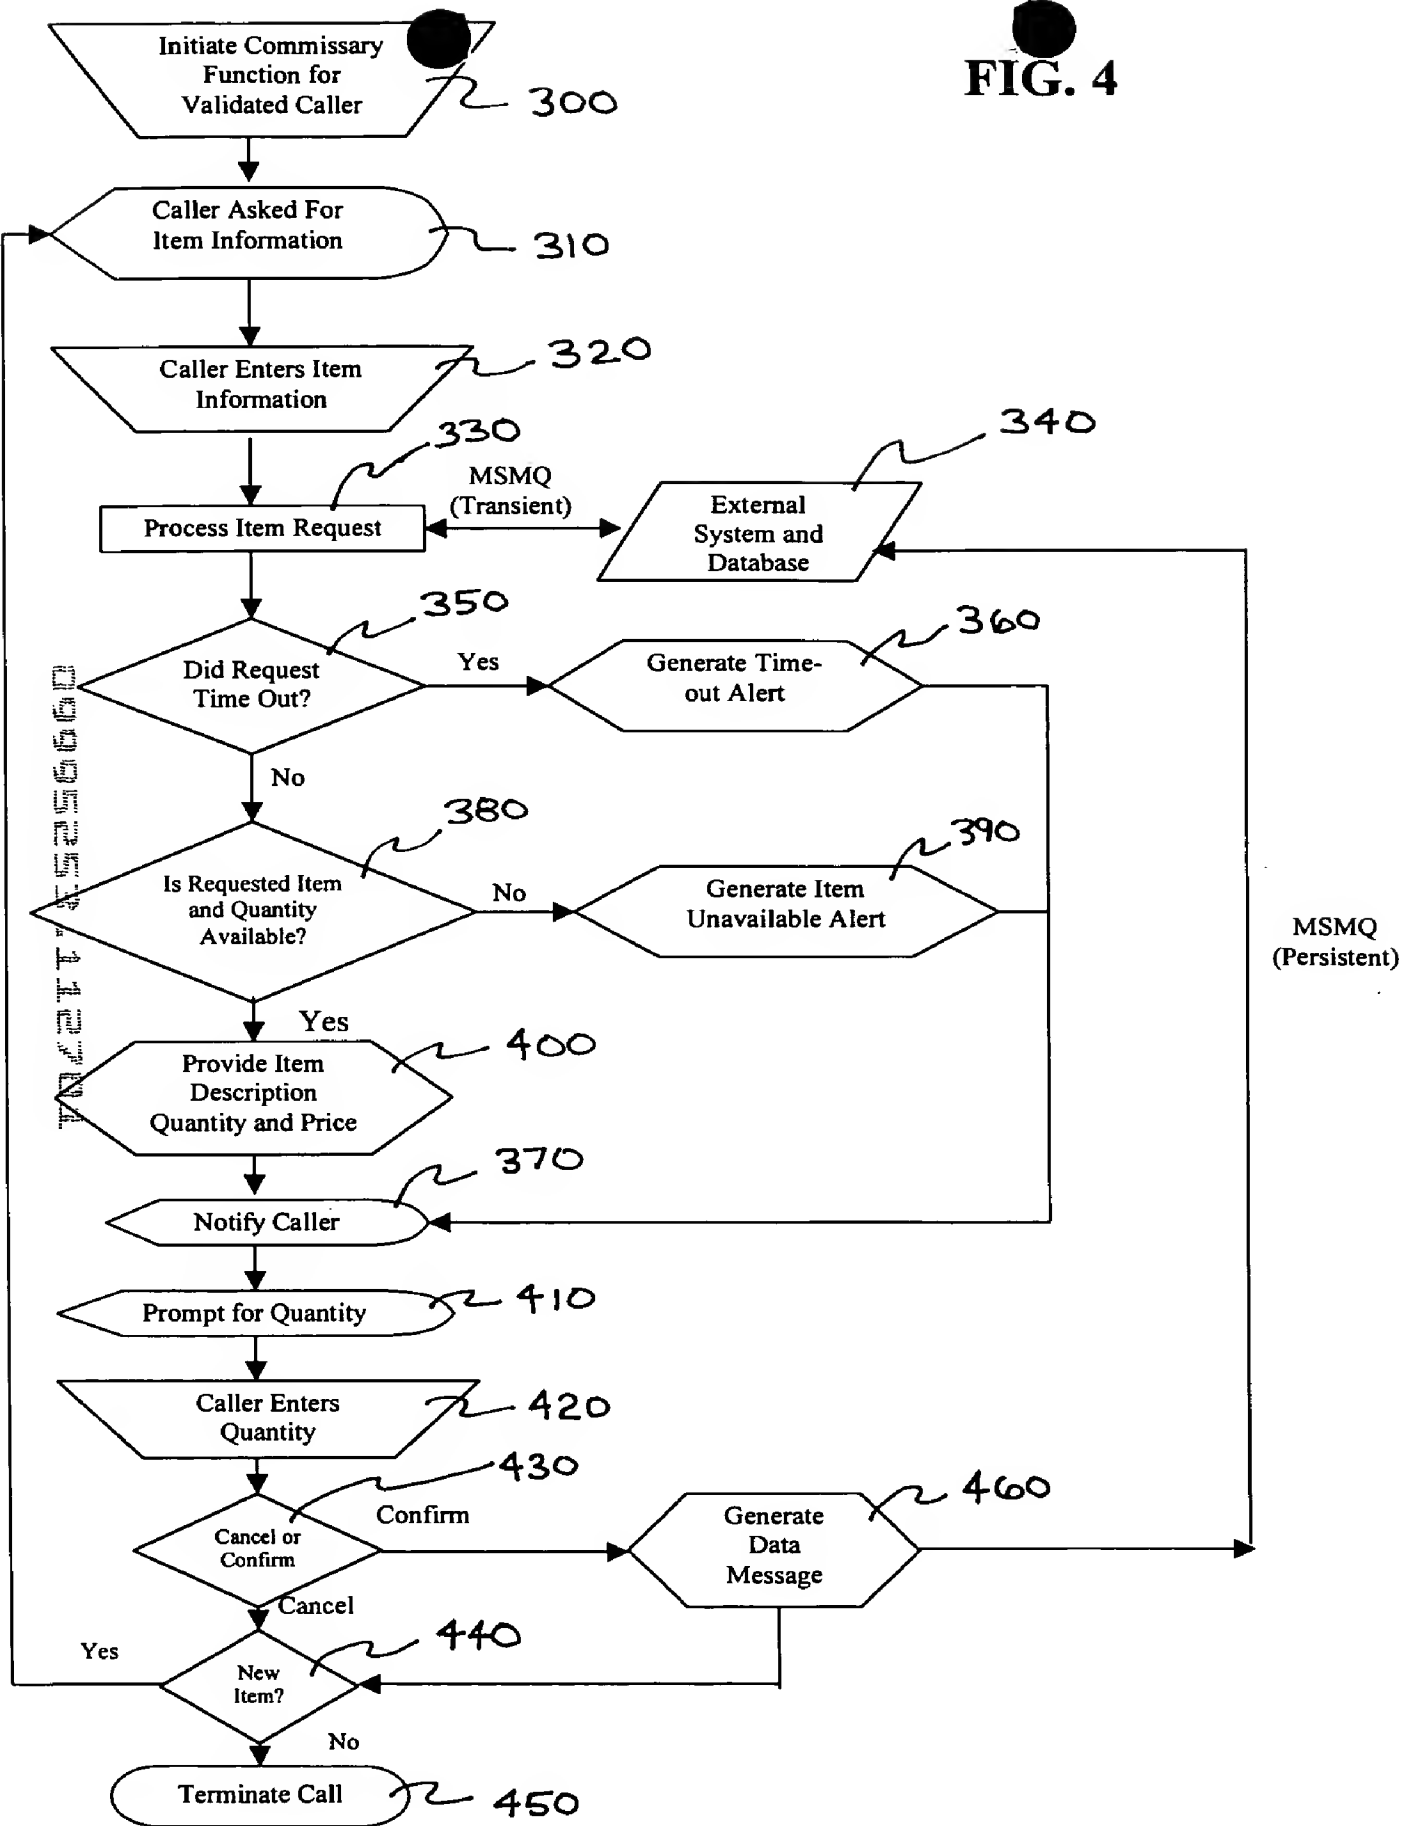 Initiate Commissary
Function for
Validated Caller
300
FIG. 4
Caller Asked For
Item Information
310
Caller Enters Item
Information
320
330
Process Item Request
MSMQ
(Transient)
340
External
System and
Database
350
Did Request
Time Out?
Yes
360
Generate Time-
out Alert
No
380
Is Requested Item
and Quantity
Available?
No
390
Generate Item
Unavailable Alert
MSMQ
(Persistent)
Yes
400
Provide Item
Description
Quantity and Price
370
Notify Caller
Prompt for Quantity
410
Caller Enters
Quantity
420
430
Cancel or
Confirm
Confirm
460
Generate
Data
Message
Cancel
440
Yes
New
Item?
No
Terminate Call
450